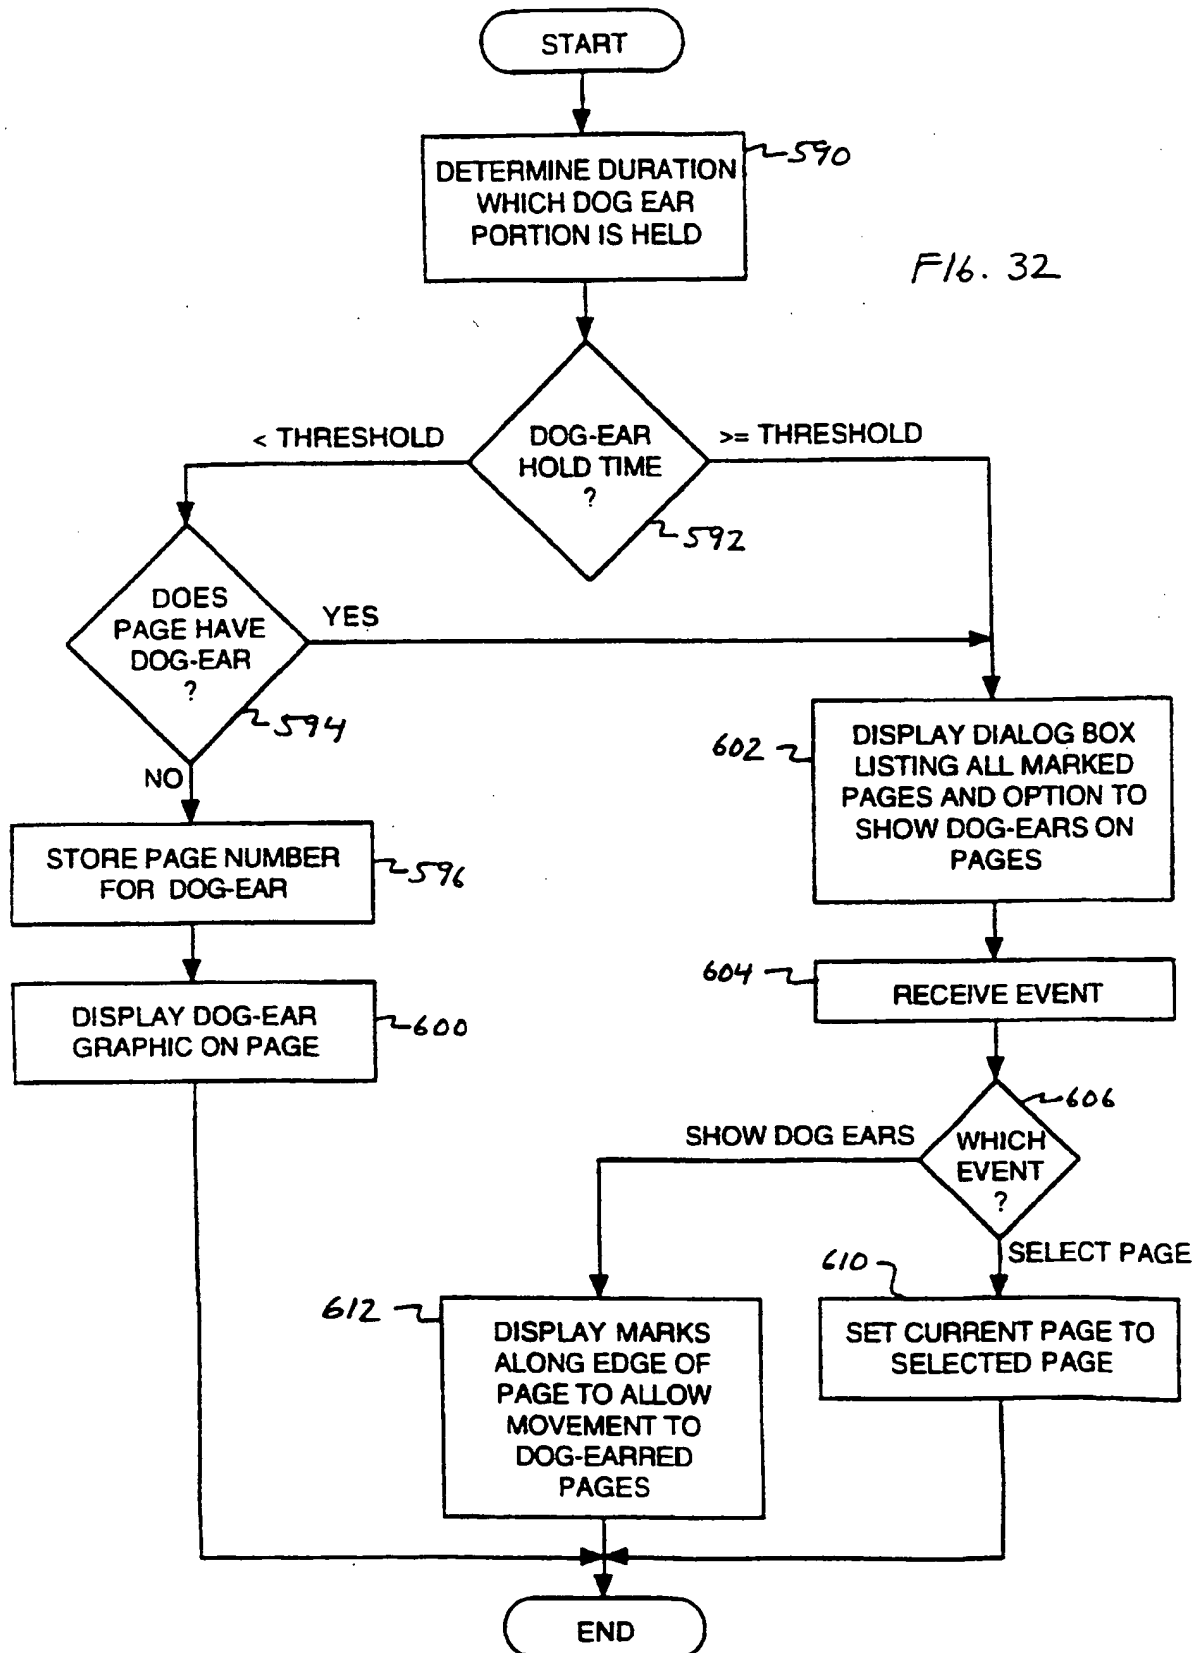 START
DETERMINE DURATION
WHICH DOG EAR
PORTION IS HELD
590
FIG. 32
DOG-EAR
HOLD TIME
?
592
< THRESHOLD
>= THRESHOLD
DOES
PAGE HAVE
DOG-EAR
?
594
YES
NO
STORE PAGE NUMBER
FOR DOG-EAR
596
DISPLAY DOG-EAR
GRAPHIC ON PAGE
600
602
DISPLAY DIALOG BOX
LISTING ALL MARKED
PAGES AND OPTION TO
SHOW DOG-EARS ON
PAGES
604
RECEIVE EVENT
606
WHICH
EVENT
?
SHOW DOG EARS
SELECT PAGE
612
DISPLAY MARKS
ALONG EDGE OF
PAGE TO ALLOW
MOVEMENT TO
DOG-EARRED
PAGES
610
SET CURRENT PAGE TO
SELECTED PAGE
END